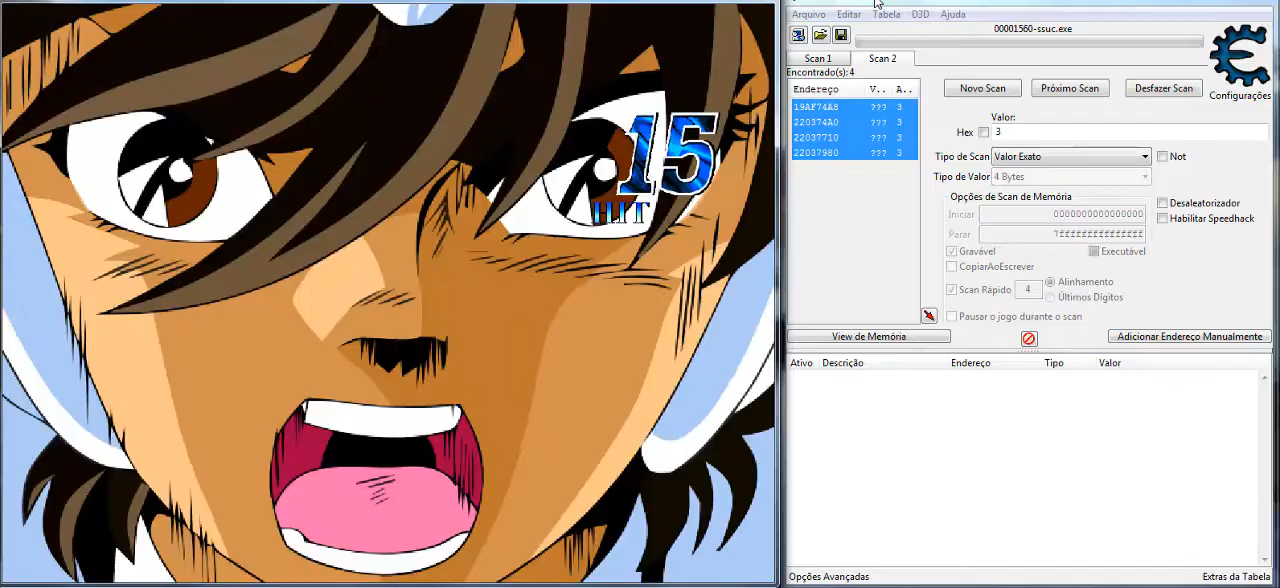 15
HIT
Arquivo Editar Tabela D3D Ajuda
00001560-ssuc.exe
Scan 1 Scan 2
Encontrado(s):4
Endereço V.. A..
19AF74A8 ??? 3
220374A0 ??? 3
22037710 ??? 3
22037980 ??? 3
Novo Scan Próximo Scan Desfazer Scan
Configurações
Valor:
Hex 3
Tipo de Scan Valor Exato Not
Tipo de Valor 4 Bytes
Opções de Scan de Memória
Iniciar 0000000000000000
Parar 7fffffffffffffff
Desaleatorizador
Habilitar Speedhack
Gravável Executável
CopiarAoEscrever
Scan Rápido 4 Alinhamento
Últimos Dígitos
Pausar o jogo durante o scan
View de Memória Adicionar Endereço Manualmente
Ativo Descrição Endereço Tipo Valor
Opções Avançadas Extras da Tabela